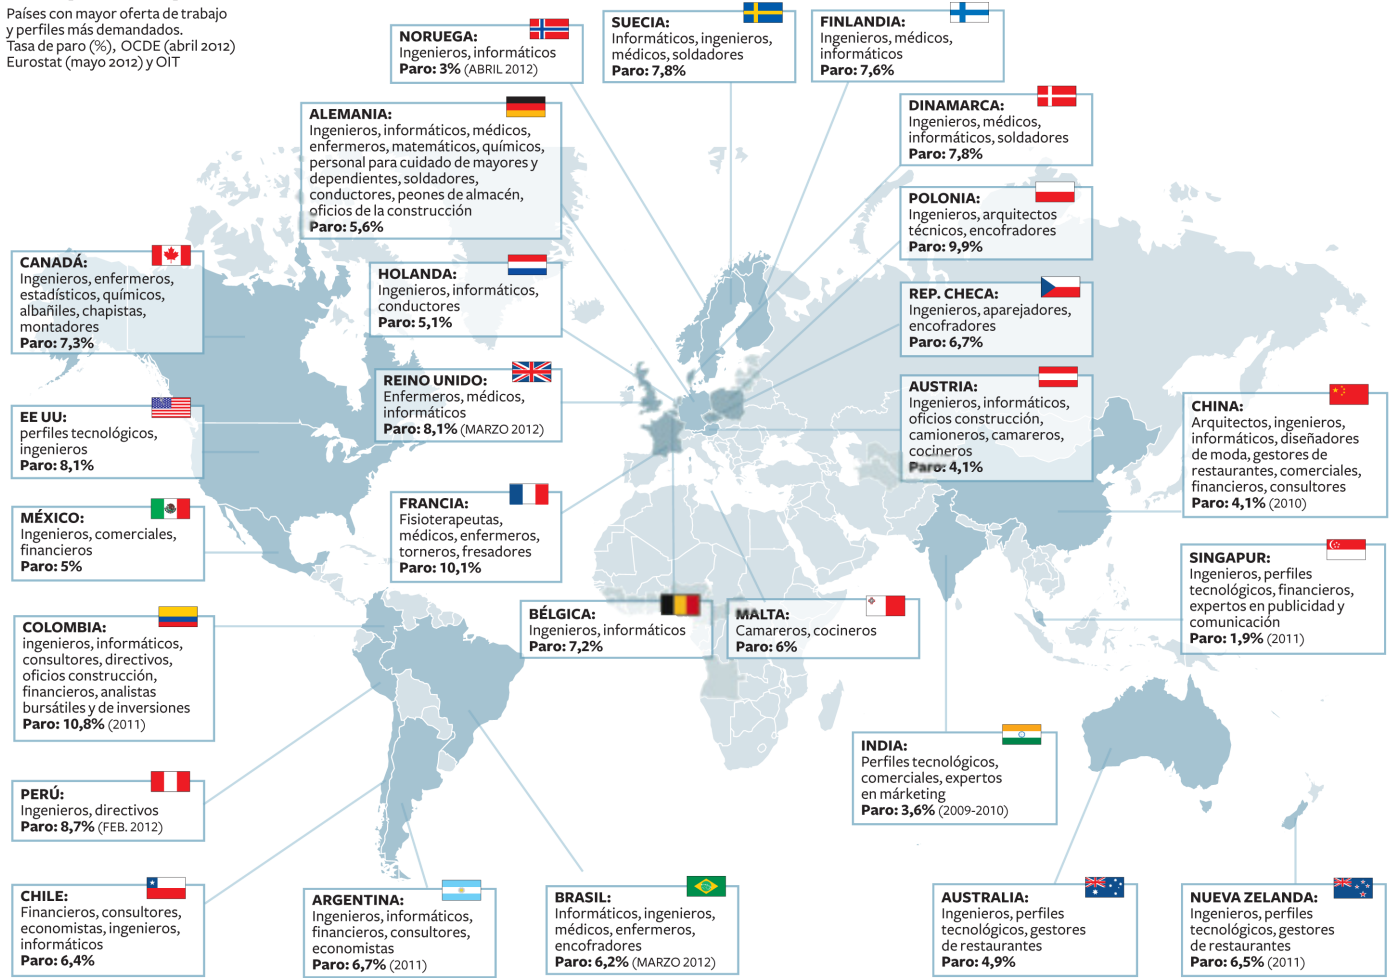 Países con mayor oferta de trabajo
y perfiles más demandados.
Tasa de paro (%), OCDE (abril 2012)
Eurostat (mayo 2012) y OIT
NORUEGA:
Ingenieros, informáticos
Paro: 3% (ABRIL 2012)
SUECIA:
Informáticos, ingenieros,
médicos, soldadores
Paro: 7,8%
FINLANDIA:
Ingenieros, médicos,
informáticos
Paro: 7,6%
ALEMANIA:
Ingenieros, informáticos, médicos,
enfermeros, matemáticos, químicos,
personal para cuidado de mayores y
dependientes, soldadores,
conductores, peones de almacén,
oficios de la construcción
Paro: 5,6%
DINAMARCA:
Ingenieros, médicos,
informáticos, soldadores
Paro: 7,8%
POLONIA:
Ingenieros, arquitectos
técnicos, encofradores
Paro: 9,9%
CANADÁ:
Ingenieros, enfermeros,
estadísticos, químicos,
albañiles, chapistas,
montadores
Paro: 7,3%
HOLANDA:
Ingenieros, informáticos,
conductores
Paro: 5,1%
REP. CHECA:
Ingenieros, aparejadores,
encofradores
Paro: 6,7%
REINO UNIDO:
Enfermeros, médicos,
informáticos
Paro: 8,1% (MARZO 2012)
AUSTRIA:
Ingenieros, informáticos,
oficios construcción,
camioneros, camareros,
cocineros
Paro: 4,1%
EE UU:
perfiles tecnológicos,
ingenieros
Paro: 8,1%
CHINA:
Arquitectos, ingenieros,
informáticos, diseñadores
de moda, gestores de
restaurantes, comerciales,
financieros, consultores
Paro: 4,1% (2010)
MÉXICO:
Ingenieros, comerciales,
financieros
Paro: 5%
FRANCIA:
Fisioterapeutas,
médicos, enfermeros,
torneros, fresadores
Paro: 10,1%
SINGAPUR:
Ingenieros, perfiles
tecnológicos, financieros,
expertos en publicidad y
comunicación
Paro: 1,9% (2011)
COLOMBIA:
ingenieros, informáticos,
consultores, directivos,
oficios construcción,
financieros, analistas
bursátiles y de inversiones
Paro: 10,8% (2011)
BÉLGICA:
Ingenieros, informáticos
Paro: 7,2%
MALTA:
Camareros, cocineros
Paro: 6%
INDIA:
Perfiles tecnológicos,
comerciales, expertos
en márketing
Paro: 3,6% (2009-2010)
PERÚ:
Ingenieros, directivos
Paro: 8,7% (FEB. 2012)
CHILE:
Financieros, consultores,
economistas, ingenieros,
informáticos
Paro: 6,4%
ARGENTINA:
Ingenieros, informáticos,
financieros, consultores,
economistas
Paro: 6,7% (2011)
BRASIL:
Informáticos, ingenieros,
médicos, enfermeros,
encofradores
Paro: 6,2% (MARZO 2012)
AUSTRALIA:
Ingenieros, perfiles
tecnológicos, gestores
de restaurantes
Paro: 4,9%
NUEVA ZELANDA:
Ingenieros, perfiles
tecnológicos, gestores
de restaurantes
Paro: 6,5% (2011)